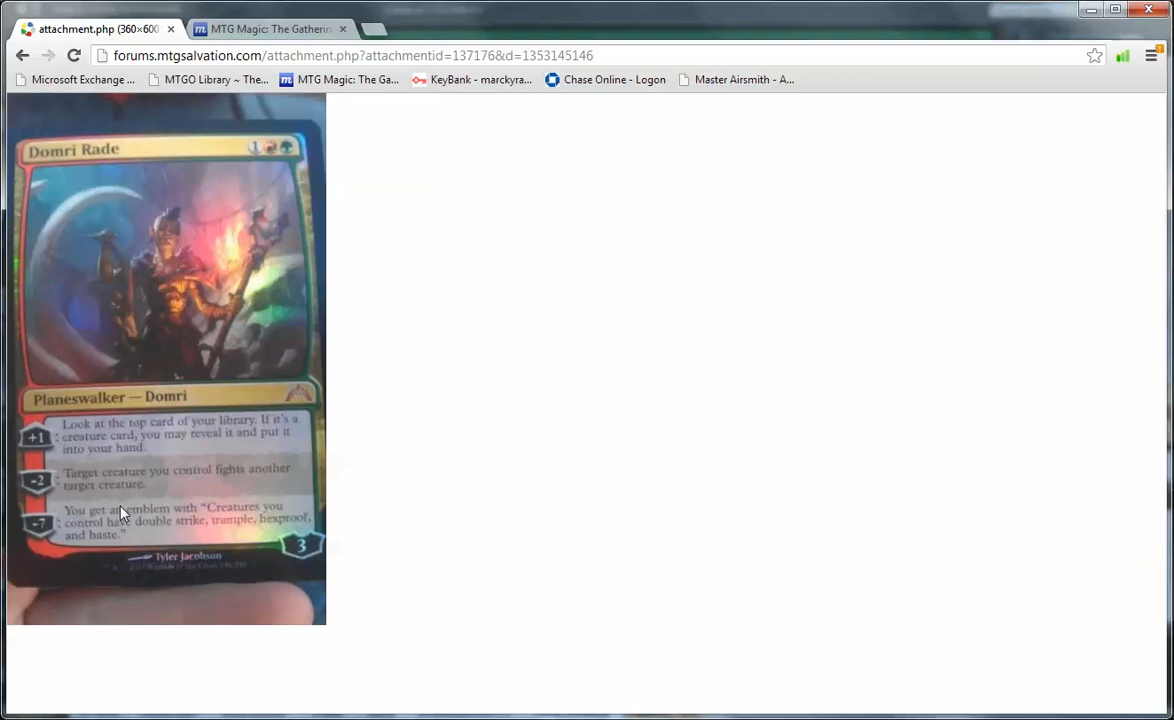 attachment.php (360×600
MTG Magic: The Gatherin
forums.mtgsalvation.com/attachment.php?attachmentid=137176&d=1353145146
Microsoft Exchange ...
MTGO Library ~ The...
MTG Magic: The Ga...
KeyBank - marckyra...
Chase Online - Logon
Master Airsmith - A...
Domri Rade
1
Planeswalker — Domri
+1: Look at the top card of your library. If it's a
creature card, you may reveal it and put it
into your hand.
-2: Target creature you control fights another
target creature.
-7: You get an emblem with “Creatures you
control have double strike, trample, hexproof,
and haste.”
3
Tyler Jacobson